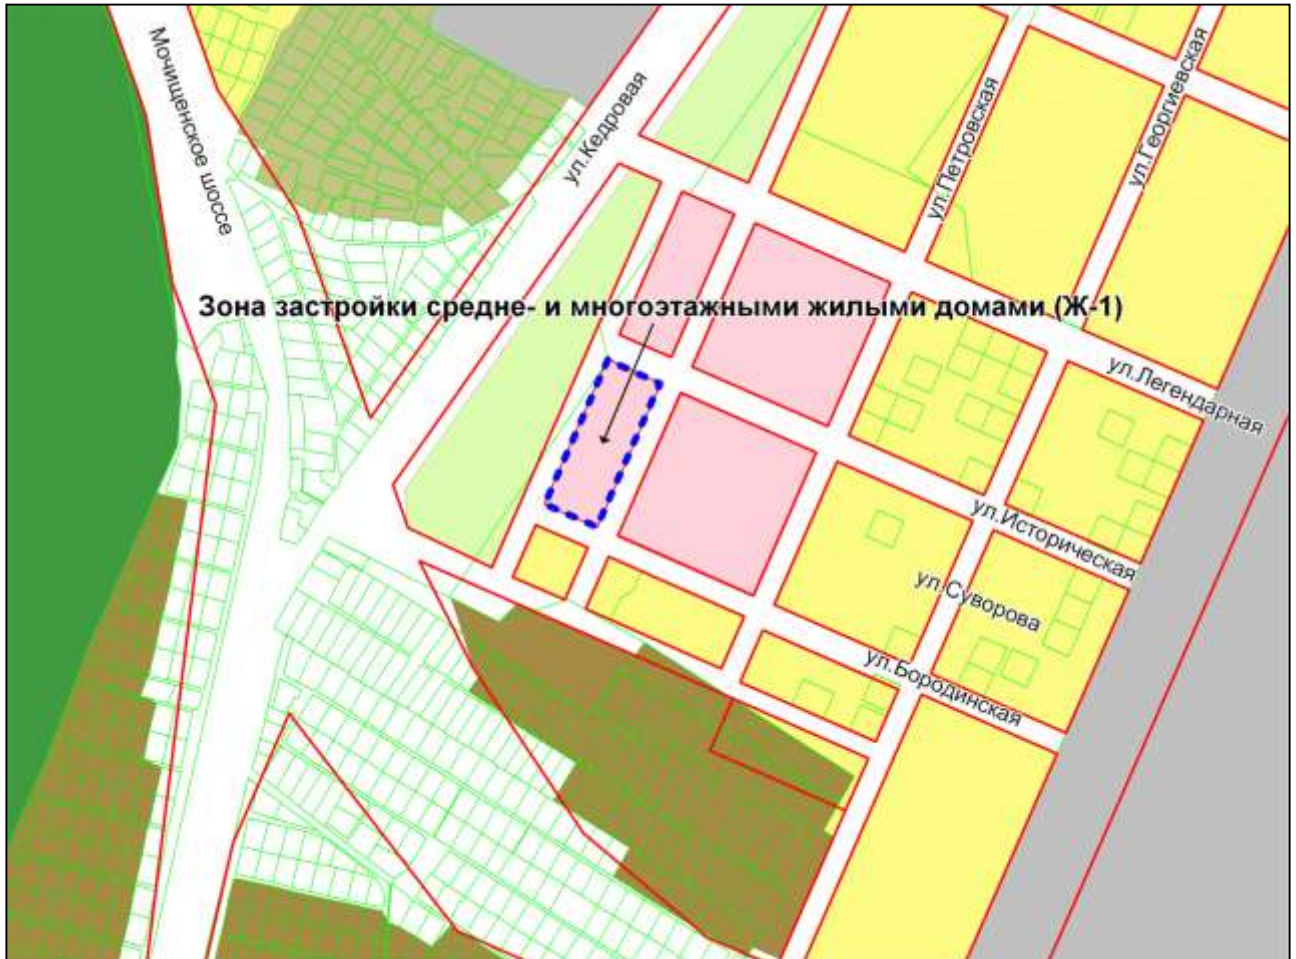 Мочищенское шоссе
ул.Кедровая
ул.Петровская
ул.Георгиевская
Зона застройки средне- и многоэтажными жилыми домами (Ж-1)
ул.Легендарная
ул.Историческая
ул.Суворова
ул.Бородинская